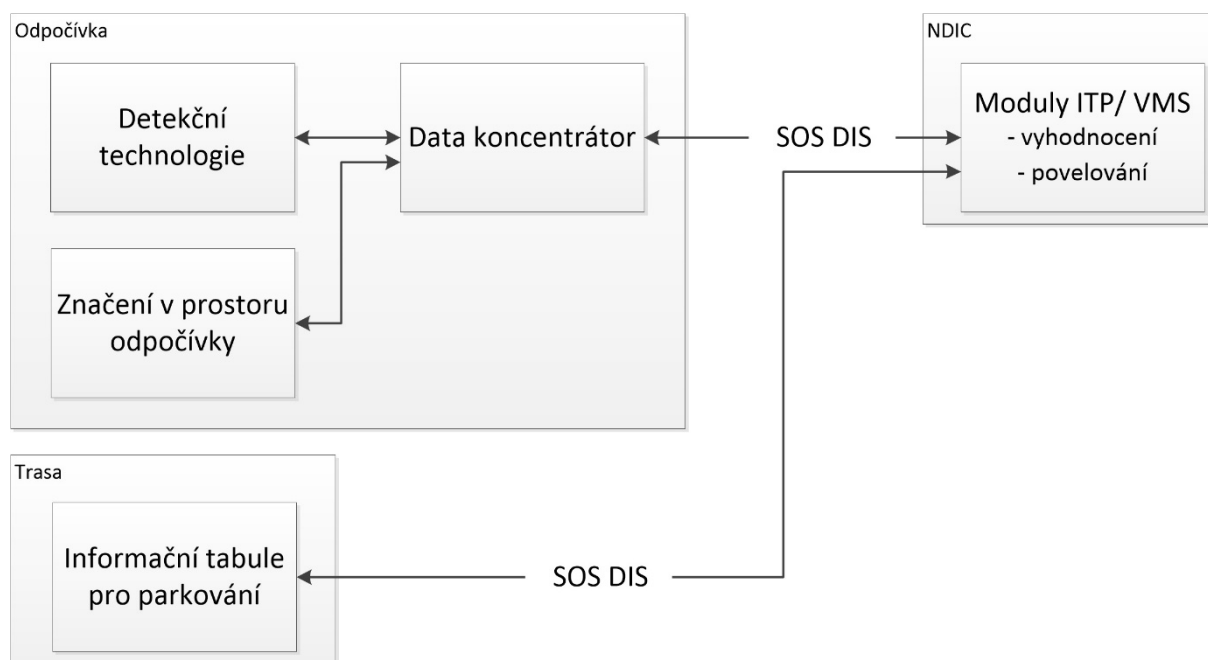 Odpočívka
Detekční
technologie
Data koncentrátor
Značení v prostoru
odpočívky
SOS DIS
NDIC
Moduly ITP/ VMS
- vyhodnocení
- povelování
Trasa
Informační tabule
pro parkování
SOS DIS